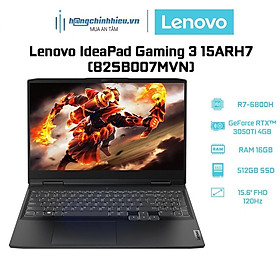 hangchinhhieu.vn
MUA AN TÂM
Lenovo
Lenovo IdeaPad Gaming 3 15ARH7
(82SB007MVN)
R7-6800H
GeForce RTX™
3050Ti 4GB
RAM 16GB
512GB SSD
15.6' FHD
120Hz